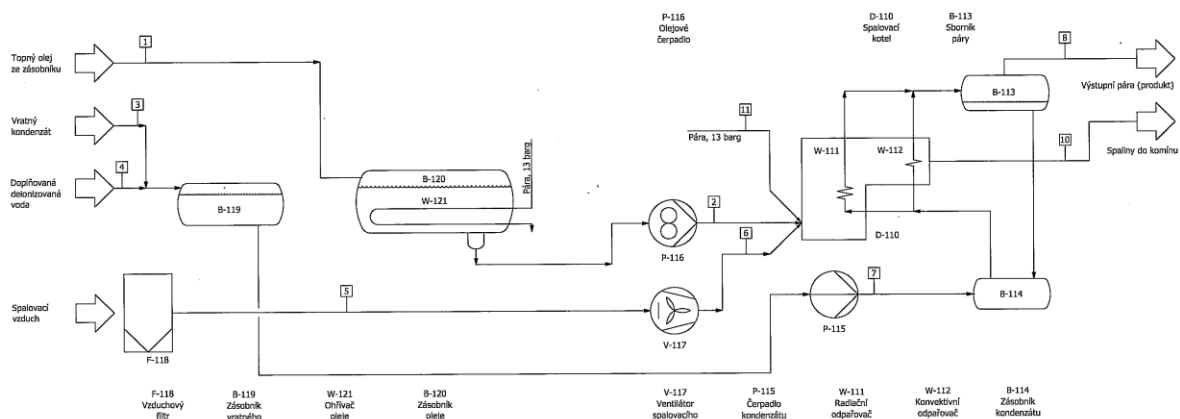 P-116
Olejové
čerpadlo
D-110
Spalovací
kotel
B-113
Sborník
páry
1
Topný olej
ze zásobníku
8
B-113
Výstupní pára (produkt)
3
Vratný
kondenzát
11
Pára, 13 barg
W-111
W-112
10
Spaliny do komínu
4
Doplňovaná
deionizovaná
voda
B-119
B-120
W-121
Pára, 13 barg
2
P-116
6
D-110
7
B-114
P-115
5
Spalovací
vzduch
F-118
V-117
F-118
Vzduchový
filtr
B-119
Zásobník
vratného
W-121
Ohřívač
oleje
B-120
Zásobník
oleje
V-117
Ventilátor
spalovacího
P-115
Čerpadlo
kondenzátu
W-111
Radiační
odpařovač
W-112
Konvektivní
odpařovač
B-114
Zásobník
kondenzátu